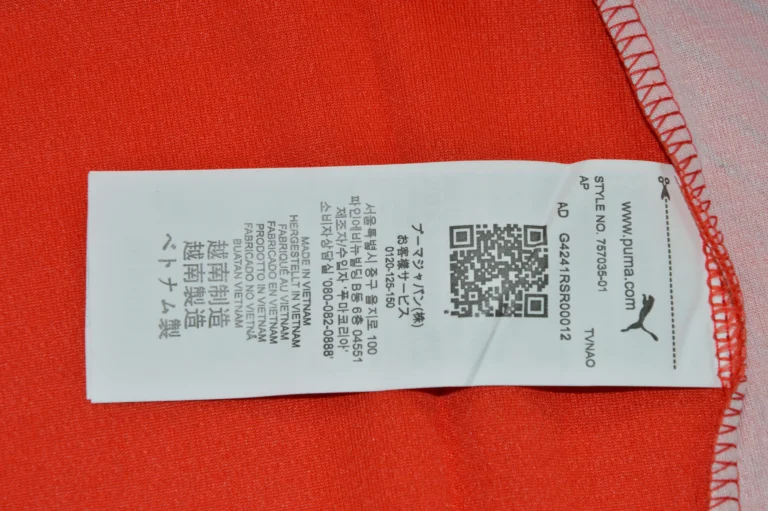 www.puma.com
STYLE NO. 757035-01 TVNAO
AP
AD G4241RSR00012
プーマジャパン(株)
お客様サービス
0120-125-150
서울특별시 중구 을지로 100
파인에비뉴빌딩 B동 6층 04551
제조자/수입자 '푸마코리아'
소비자상담실 '080-082-0888'
MADE IN VIETNAM
HERGESTELLT IN VIETNAM
FABRIQUÉ AU VIETNAM
FABRICADO EN VIETNAM
PRODOTTO IN VIETNAM
FABRICADO NO VIETNÃ
BUATAN VIETNAM
越南制造
越南製造
ベトナム製